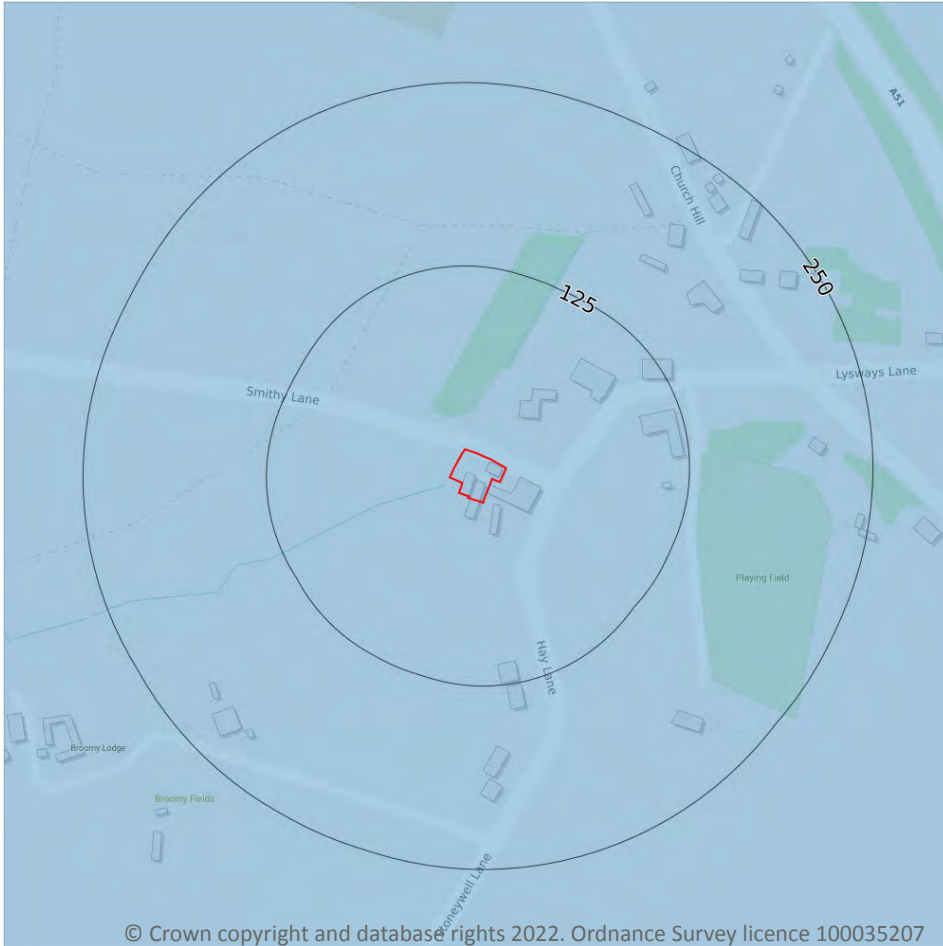 A51
Church Hill
250
125
Lysways Lane
Smithy Lane
Playing Field
Hay Lane
Broomy Lodge
Broomy Fields
Stoneywell Lane
© Crown copyright and database rights 2022. Ordnance Survey licence 100035207